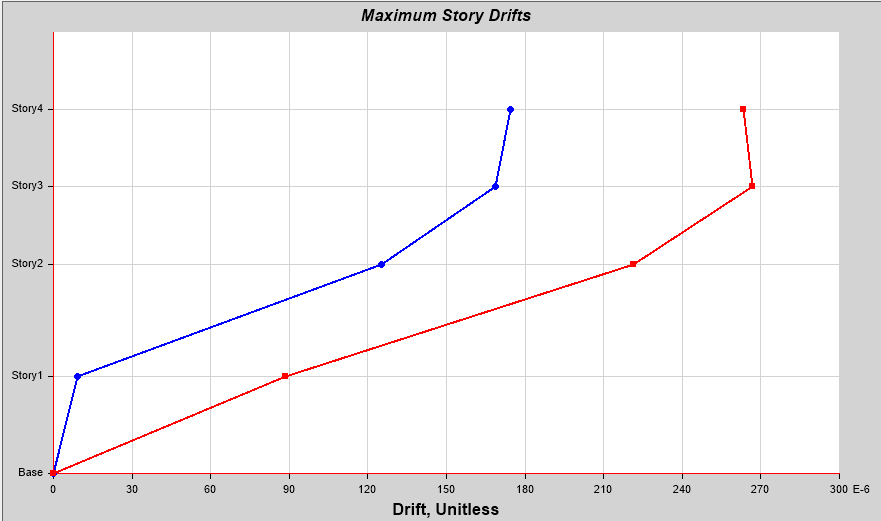 Maximum Story Drifts
Story4
Story3
Story2
Story1
Base
0 30 60 90 120 150 180 210 240 270 300 E-6
Drift, Unitless